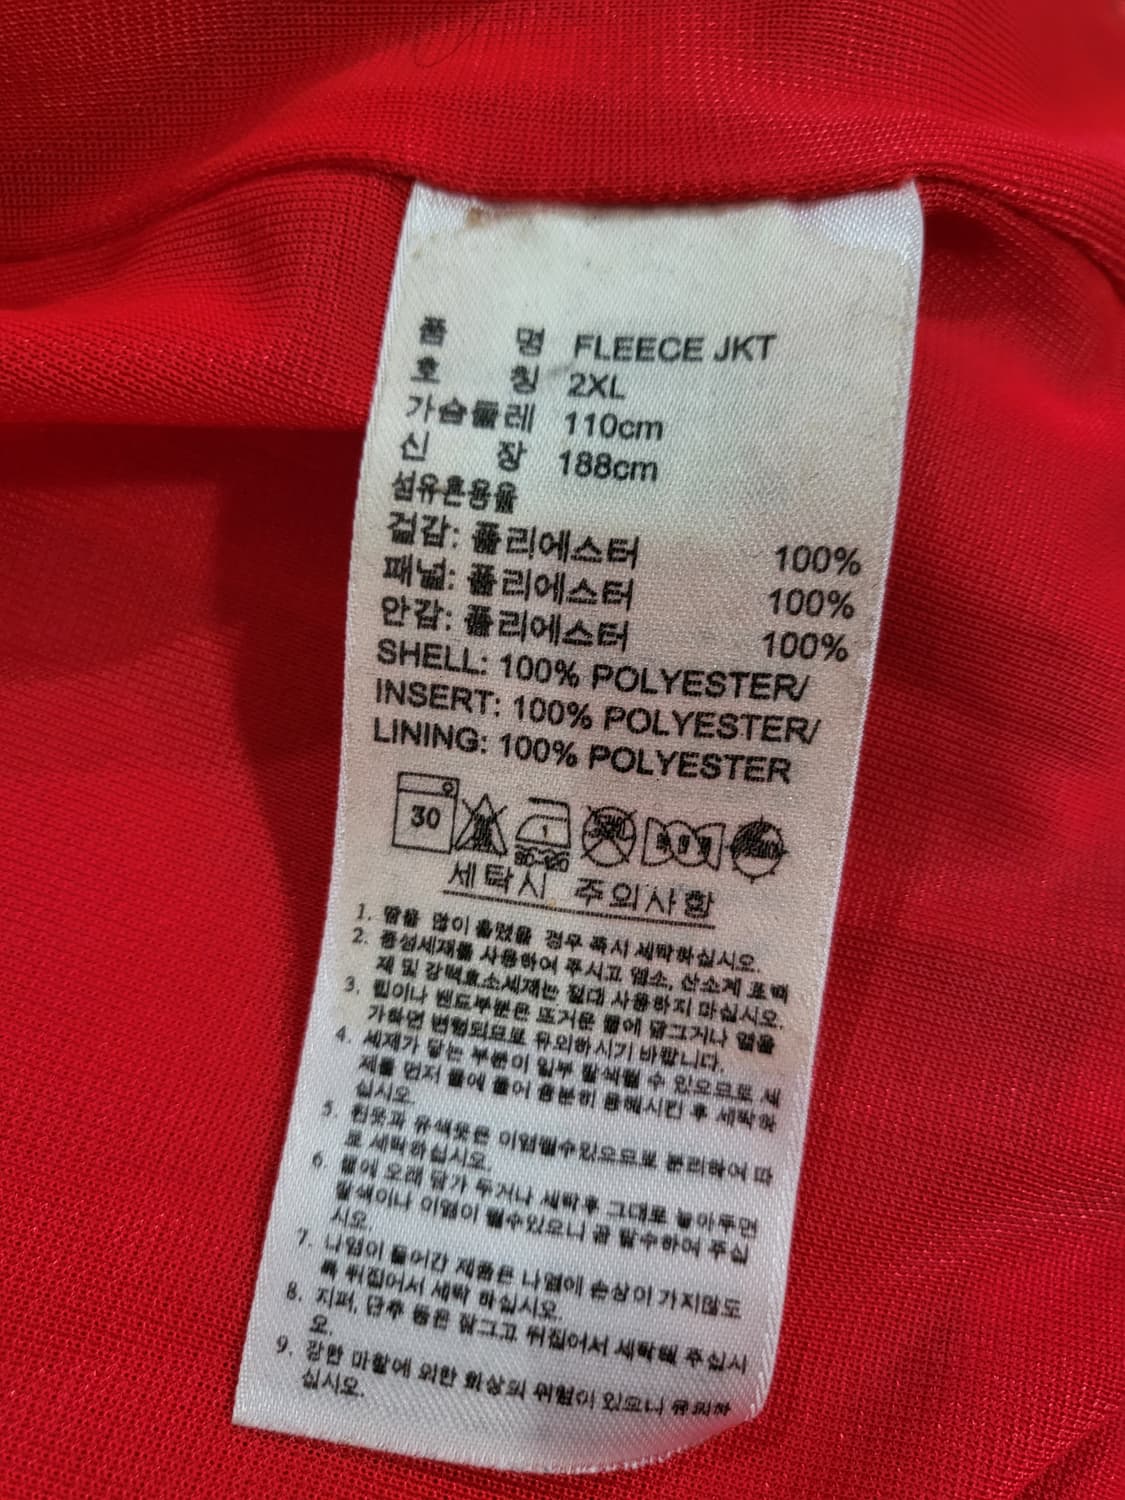 품 명 FLEECE JKT
호 칭 2XL
가슴둘레 110cm
신 장 188cm
섬유혼용율
겉감: 폴리에스터 100%
패널: 폴리에스터 100%
안감: 폴리에스터 100%
SHELL: 100% POLYESTER/
INSERT: 100% POLYESTER/
LINING: 100% POLYESTER
30 1
세탁시 주의사항
1. 땀을 많이 흘렸을 경우 즉시 세탁하십시오.
2. 중성세제를 사용하여 주시고 염소, 산소계 표백
제 및 강력효소세제는 절대 사용하지 마십시오.
3. 립이나 밴드부분은 뜨거운 물에 담그거나 열을
가하면 변형되므로 유의하시기 바랍니다.
4. 세제가 닿는 부분이 일부 탈색될 수 있으므로 세
제를 먼저 물에 풀어 충분히 용해시킨 후 세탁하
십시오.
5. 흰옷과 유색옷은 이염될수있으므로 분리하여 따
로 세탁하십시오.
6. 물에 오래 담가 두거나 세탁후 그대로 놓아두면
탈색이나 이염이 될수있으니 곧 탈수하여 주십
시오.
7. 나염이 들어간 제품은 나염에 손상이 가지않도
록 뒤집어서 세탁 하십시오.
8. 지퍼, 단추 등은 잠그고 뒤집어서 세탁해 주십시
오.
9. 강한 마찰에 의한 화상의 위험이 있으니 유의하
십시오.